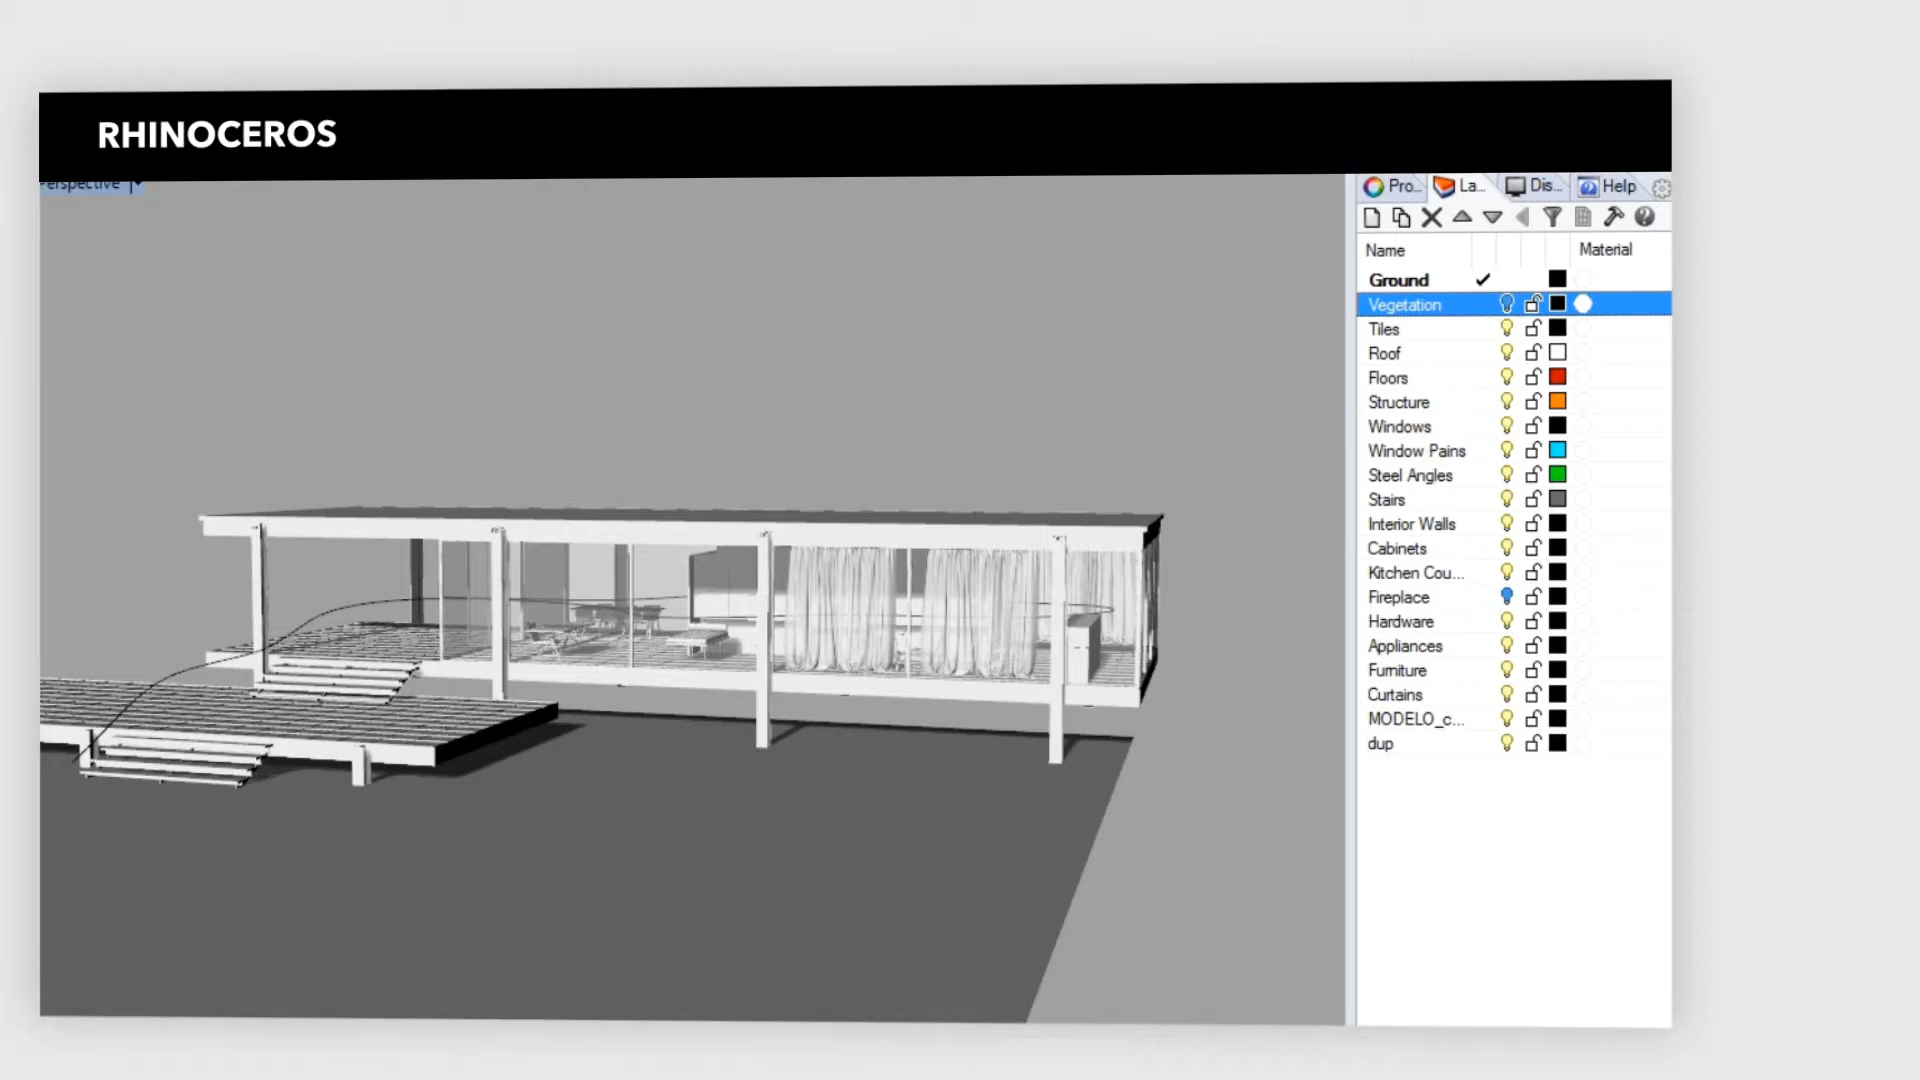 RHINOCEROS
Perspective
Pro... La... Dis... Help
Name Material
Ground
Vegetation
Tiles
Roof
Floors
Structure
Windows
Window Pains
Steel Angles
Stairs
Interior Walls
Cabinets
Kitchen Cou...
Fireplace
Hardware
Appliances
Furniture
Curtains
MODELO_c...
dup